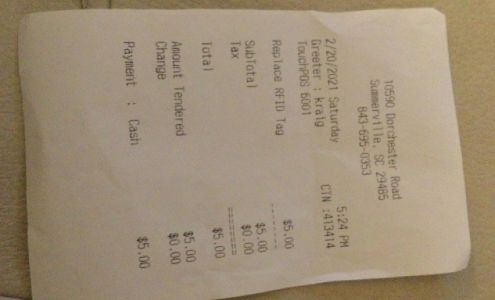 10590 Dorchester Road
Summerville, SC 29485
843-695-0353
2/20/2021 Saturday 5:24 PM
Greeter : kraig CTN :413414
TouchPOS 6001
Replace RFID Tag $5.00
--------
SubTotal $5.00
Tax $0.00
=========
Total $5.00
Amount Tendered $5.00
Change $0.00
Payment : Cash $5.00